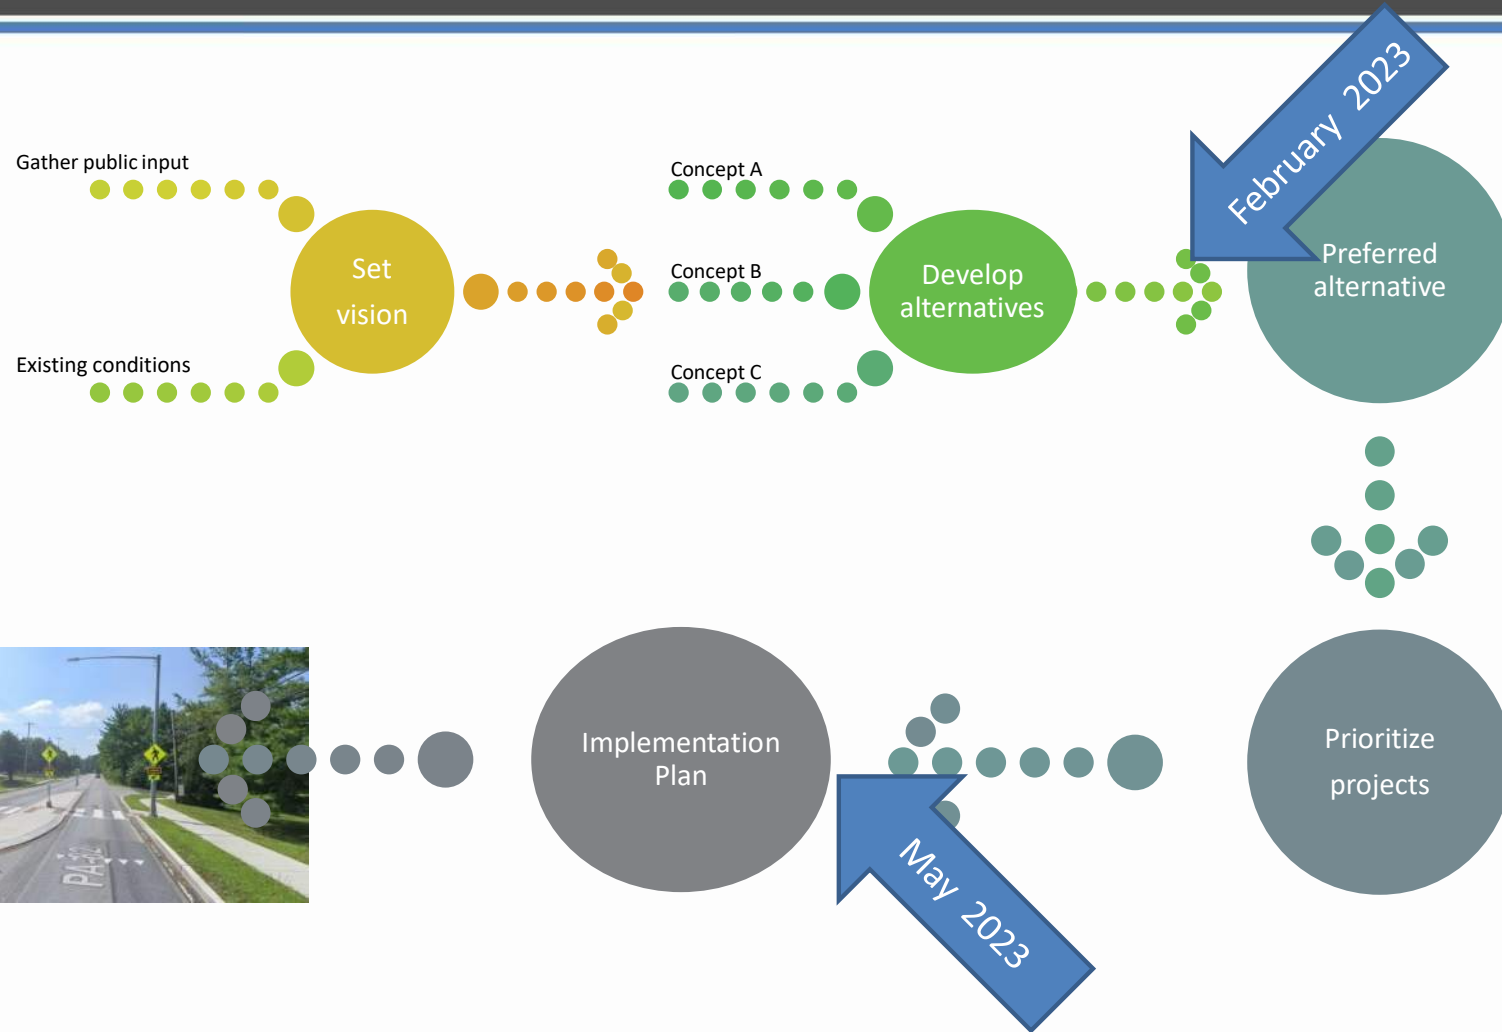 February 2023
Gather public input
Concept A
Set
vision
Concept B
Develop
alternatives
Preferred
alternative
Existing conditions
Concept C
Implementation
Plan
Prioritize
projects
May 2023
PA-32